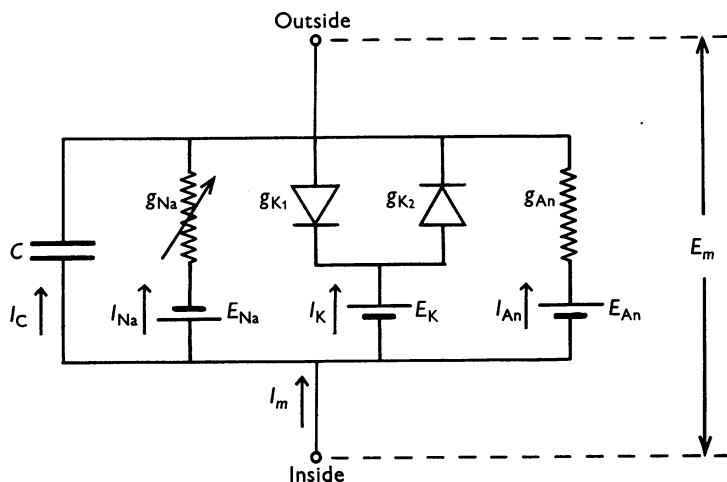 Outside
g_Na
g_K1
g_K2
g_An
C
E_m
I_C
I_Na
E_Na
I_K
E_K
I_An
E_An
I_m
Inside